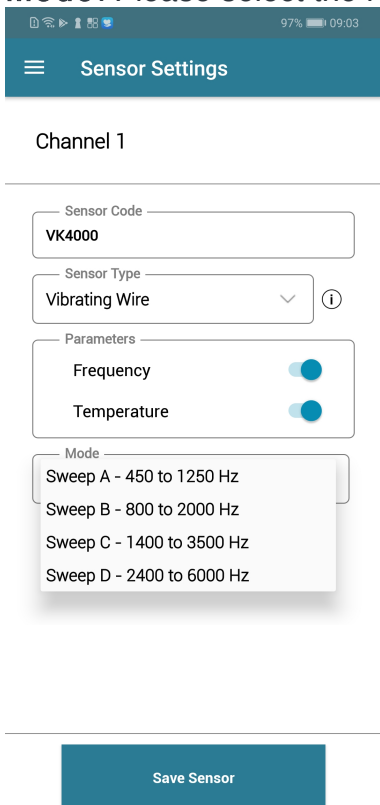 97% 09:03
Sensor Settings
Channel 1
Sensor Code
VK4000
Sensor Type
Vibrating Wire
i
Parameters
Frequency
Temperature
Mode
Sweep A - 450 to 1250 Hz
Sweep B - 800 to 2000 Hz
Sweep C - 1400 to 3500 Hz
Sweep D - 2400 to 6000 Hz
Save Sensor